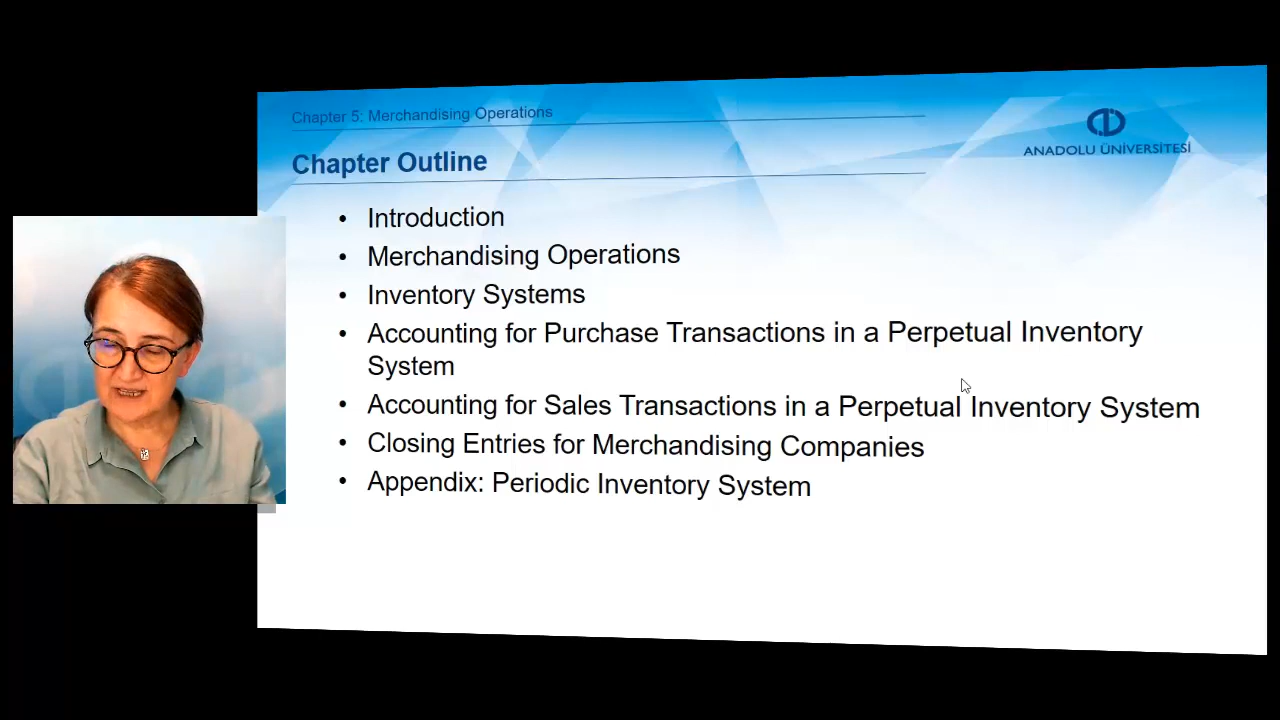 Chapter 5: Merchandising Operations
ANADOLU ÜNİVERSİTESİ
Chapter Outline
• Introduction
• Merchandising Operations
• Inventory Systems
• Accounting for Purchase Transactions in a Perpetual Inventory
System
• Accounting for Sales Transactions in a Perpetual Inventory System
• Closing Entries for Merchandising Companies
• Appendix: Periodic Inventory System